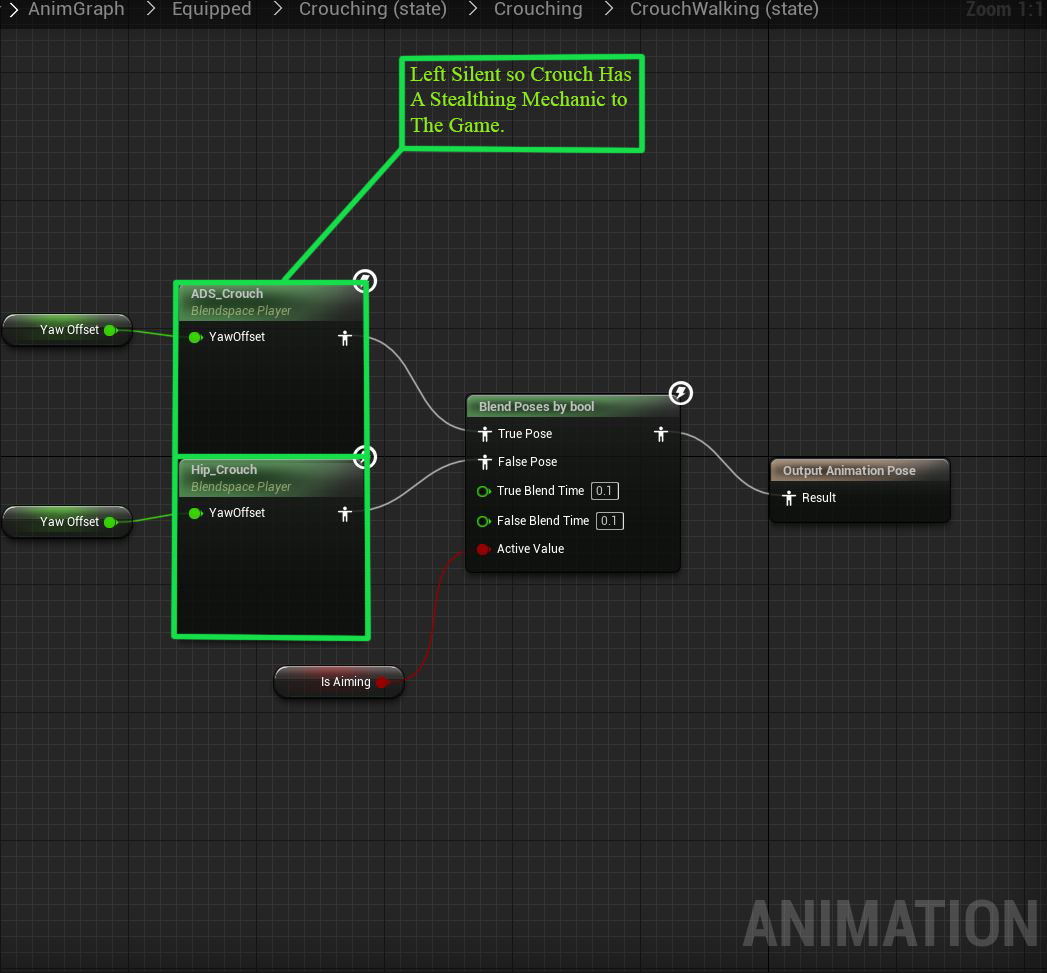 AnimGraph > Equipped > Crouching (state) > Crouching > CrouchWalking (state) Zoom 1:1
Left Silent so Crouch Has
A Stealthing Mechanic to
The Game.
ADS_Crouch
Blendspace Player
Yaw Offset
YawOffset
Blend Poses by bool
True Pose
False Pose
True Blend Time 0.1
False Blend Time 0.1
Active Value
Hip_Crouch
Blendspace Player
Yaw Offset
YawOffset
Output Animation Pose
Result
Is Aiming
ANIMATION